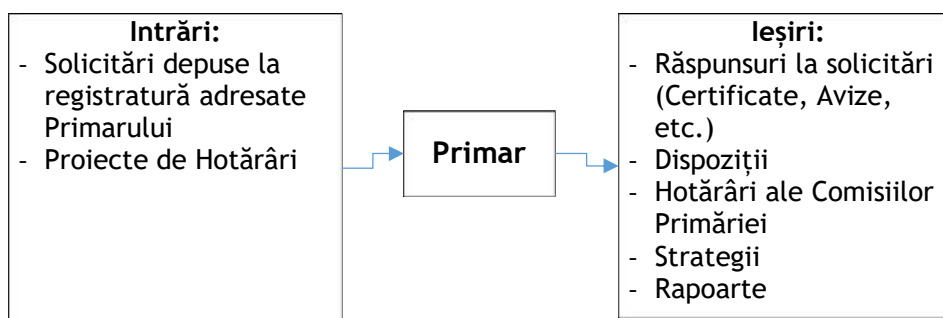 Intrări:
- Solicitări depuse la
registratură adresate
Primarului
- Proiecte de Hotărâri
Primar
Ieșiri:
- Răspunsuri la solicitări
(Certificate, Avize,
etc.)
- Dispoziții
- Hotărâri ale Comisiilor
Primăriei
- Strategii
- Rapoarte